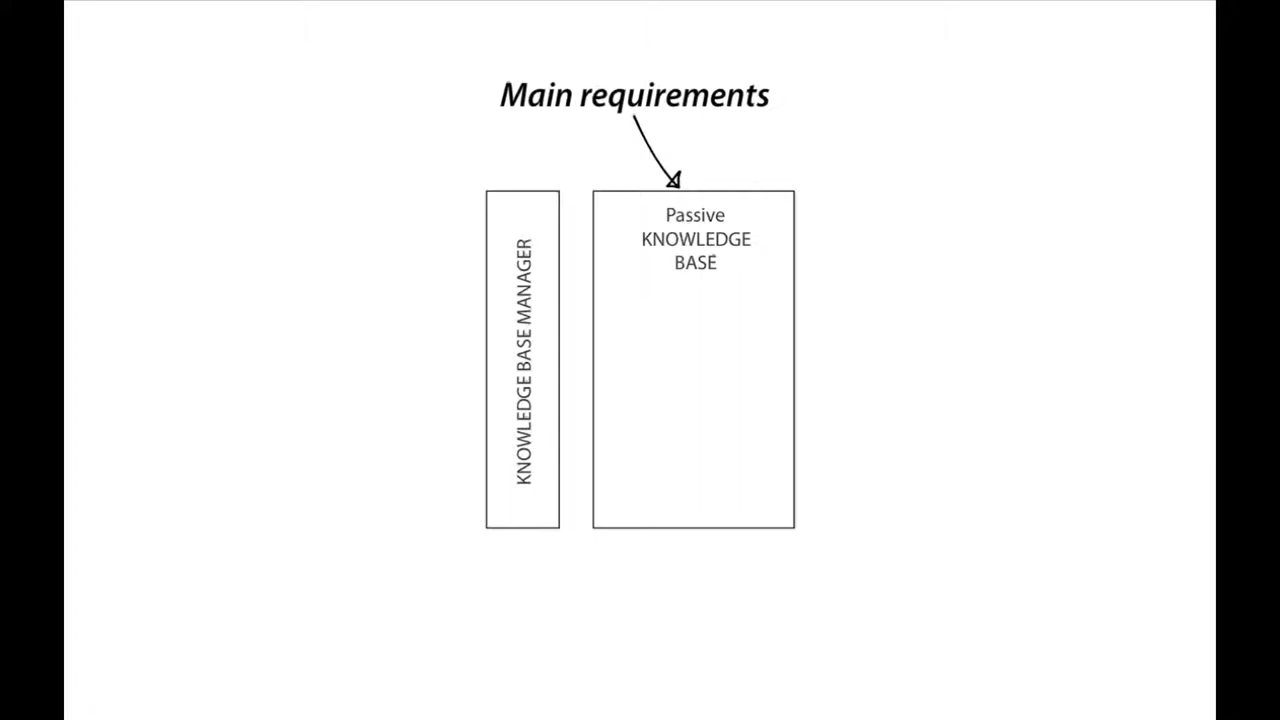 Main requirements
KNOWLEDGE BASE MANAGER
Passive
KNOWLEDGE
BASE